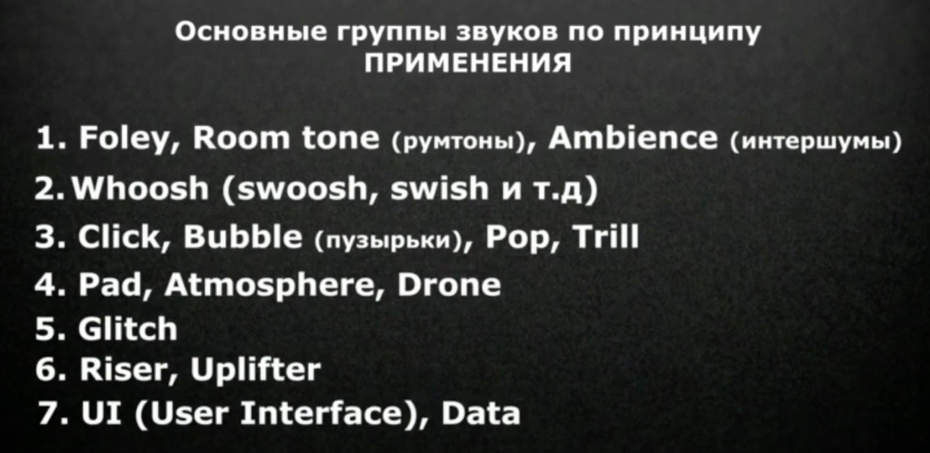 Основные группы звуков по принципу
ПРИМЕНЕНИЯ
1. Foley, Room tone (румтоны), Ambience (интершумы)
2. Whoosh (swoosh, swish и т.д)
3. Click, Bubble (пузырьки), Pop, Trill
4. Pad, Atmosphere, Drone
5. Glitch
6. Riser, Uplifter
7. UI (User Interface), Data